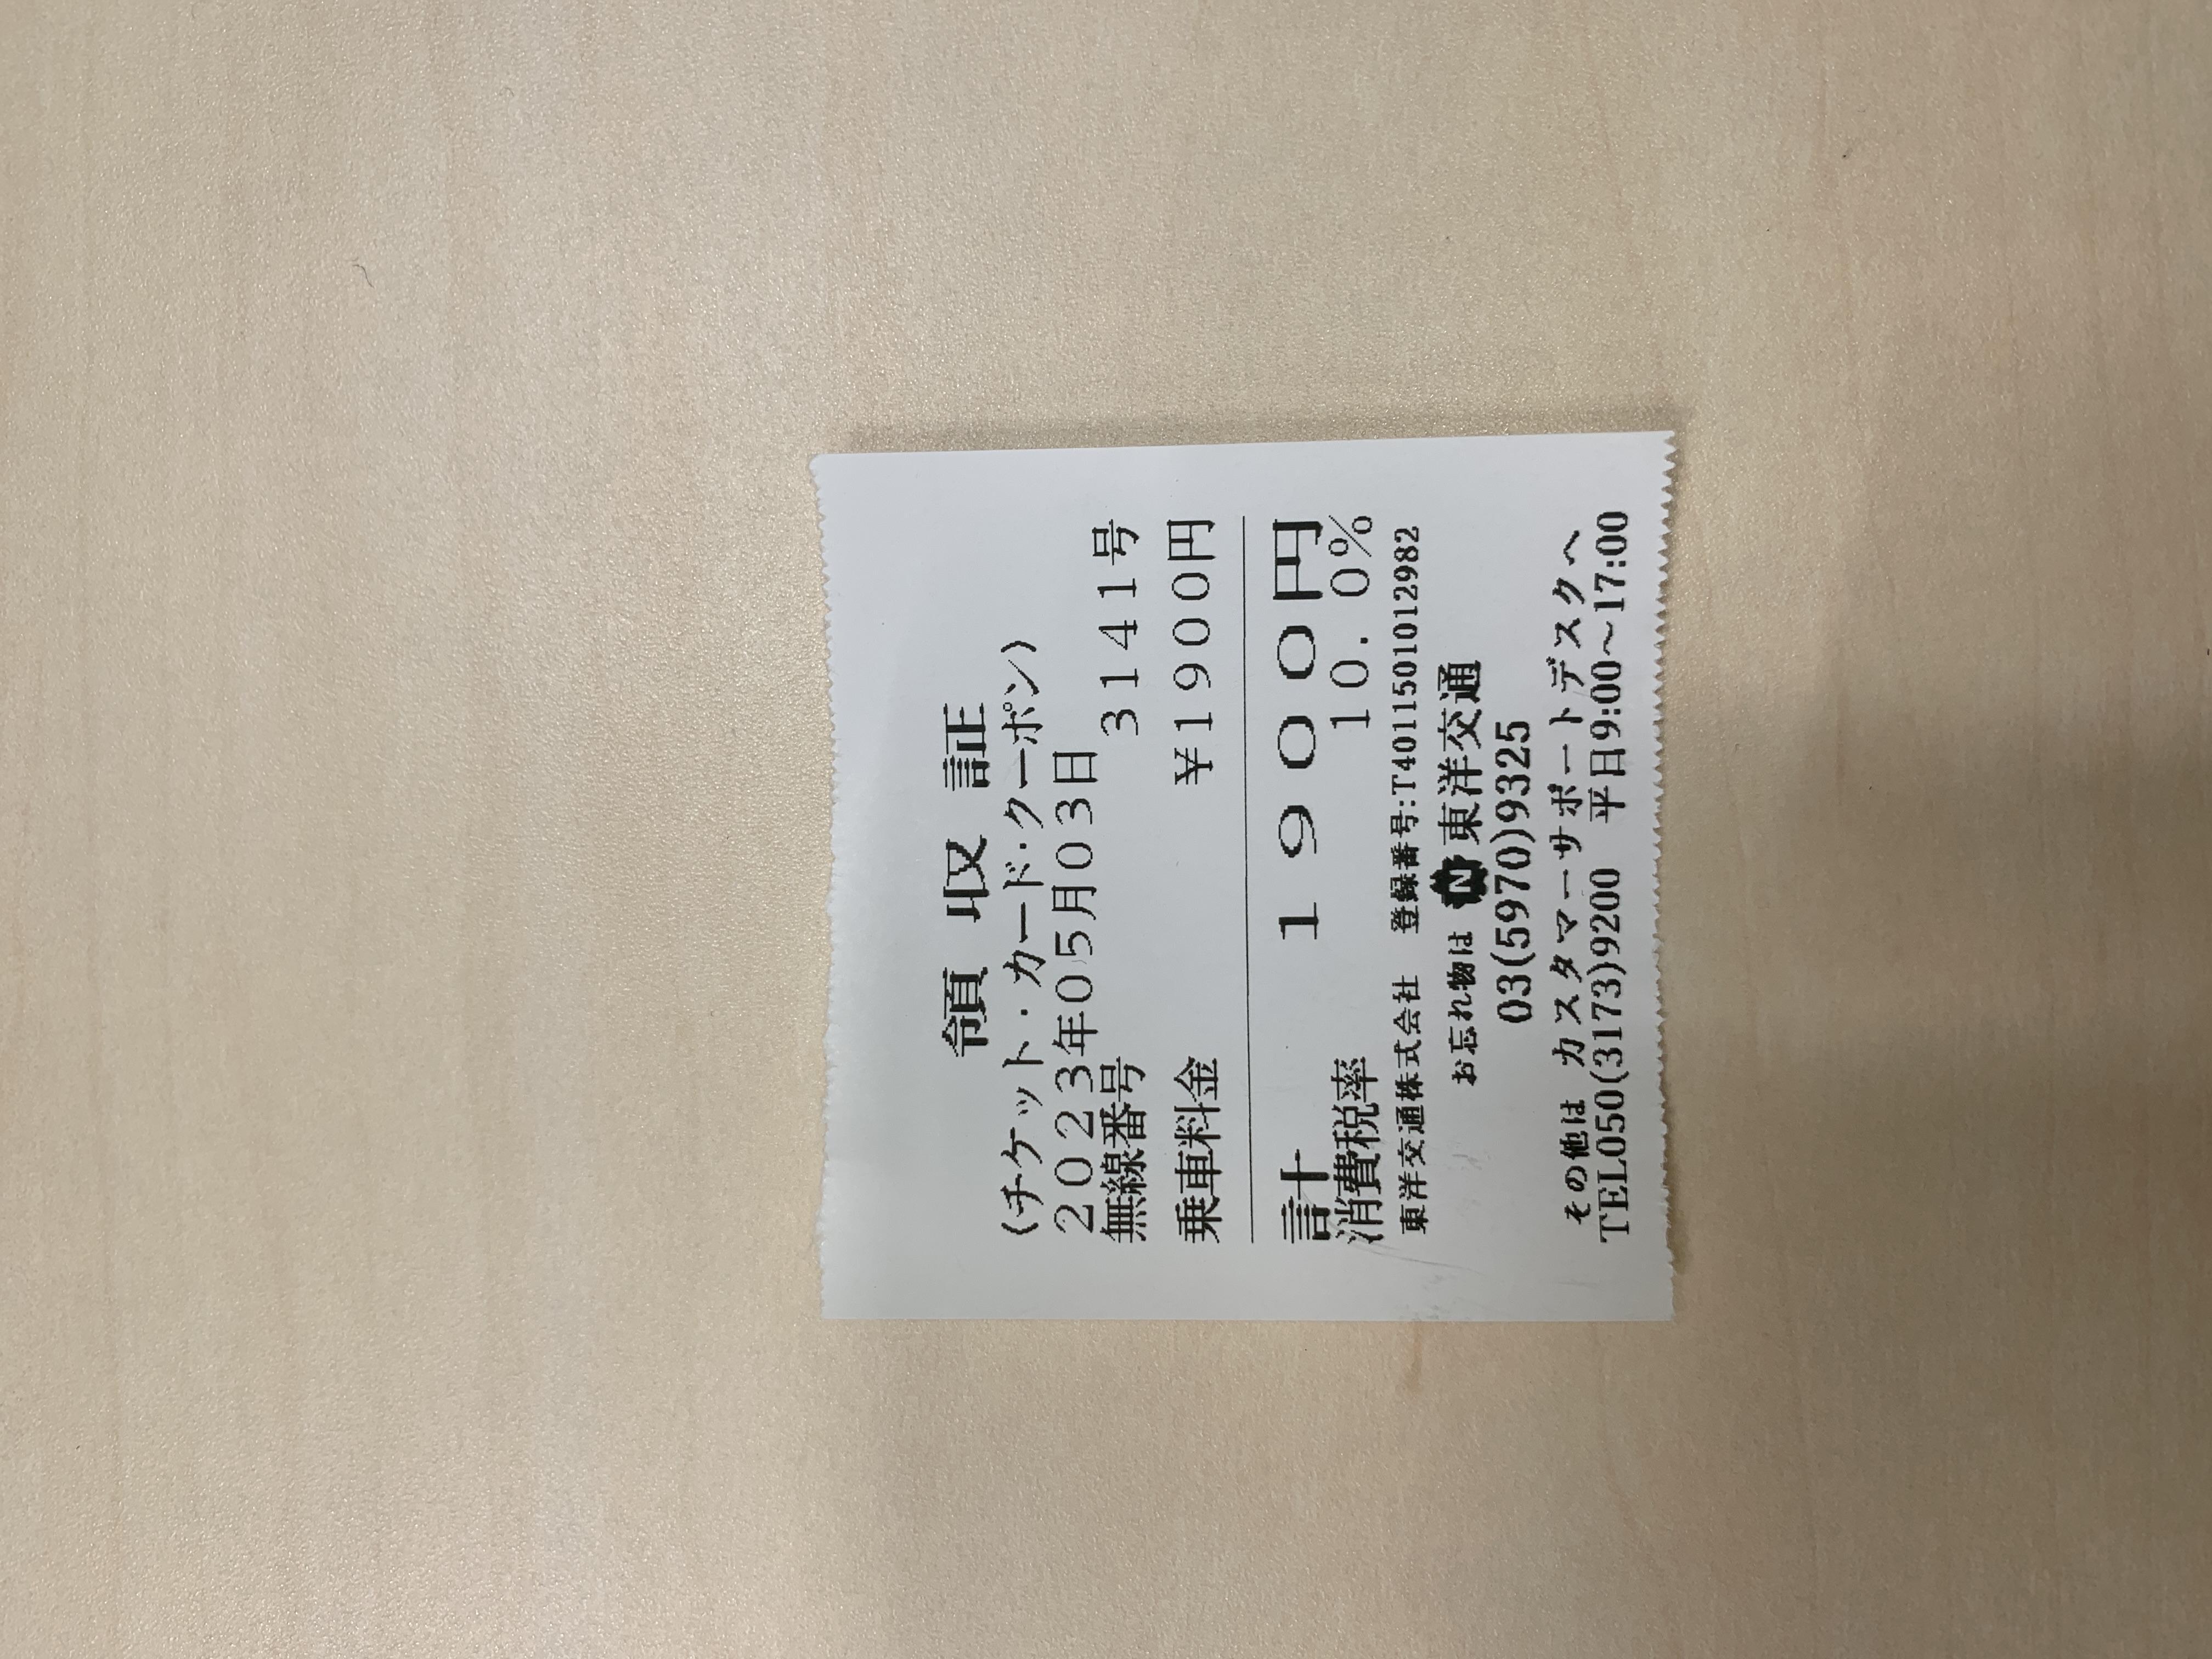 領収証
（チケット・カード・クーポン）
2023年05月03日
無線番号 3141号
乗車料金 ¥1900円
計 1900円
消費税率 10.0%
東洋交通株式会社 登録番号:T4011501012982
お忘れ物は N 東洋交通
03(5970)9325
その他は カスタマーサポートデスクへ
TEL050(3173)9200 平日9:00～17:00